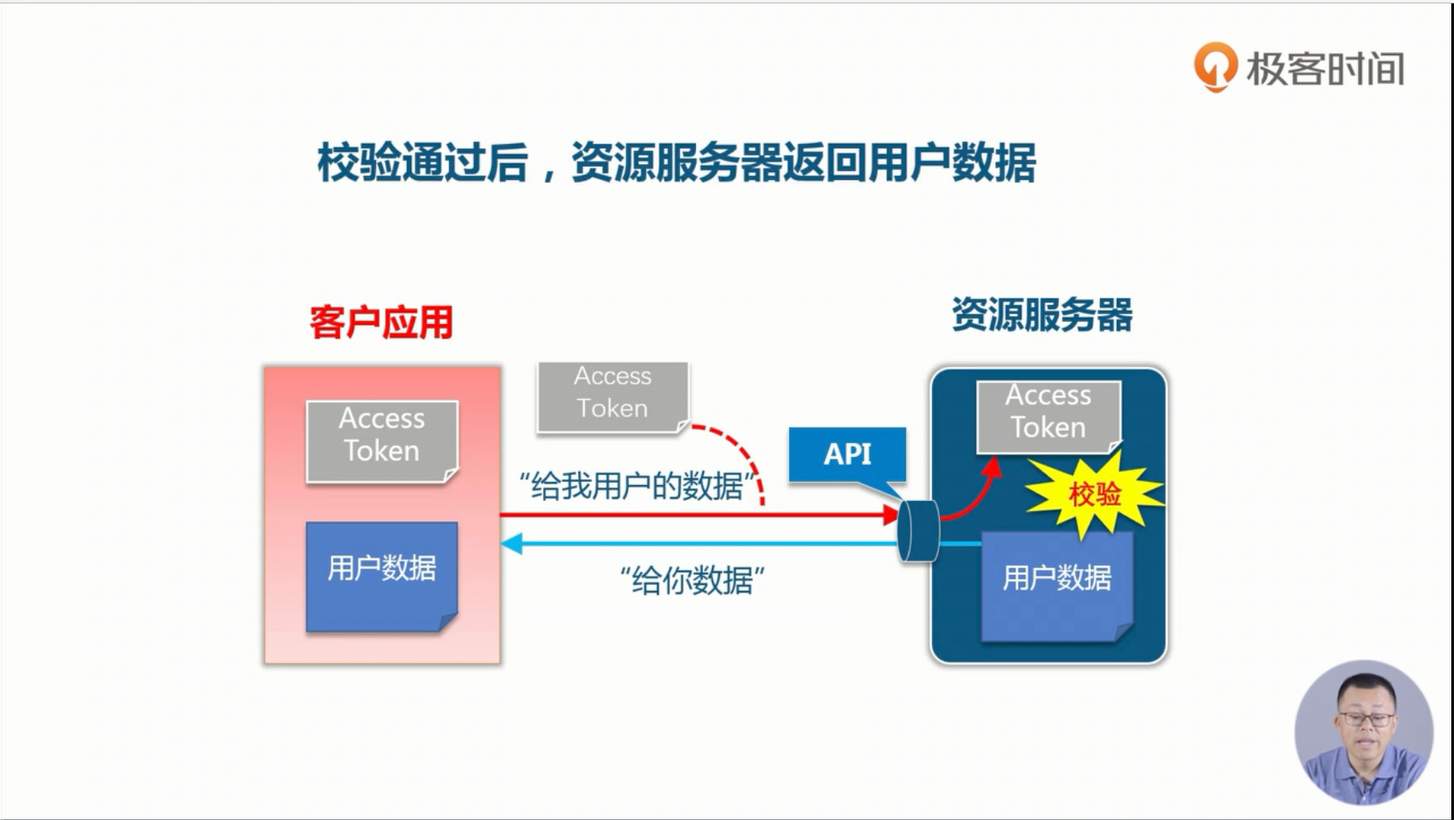 极客时间
校验通过后，资源服务器返回用户数据
客户应用
资源服务器
Access
Token
用户数据
Access
Token
“给我用户的数据”
“给你数据”
API
Access
Token
校验
用户数据